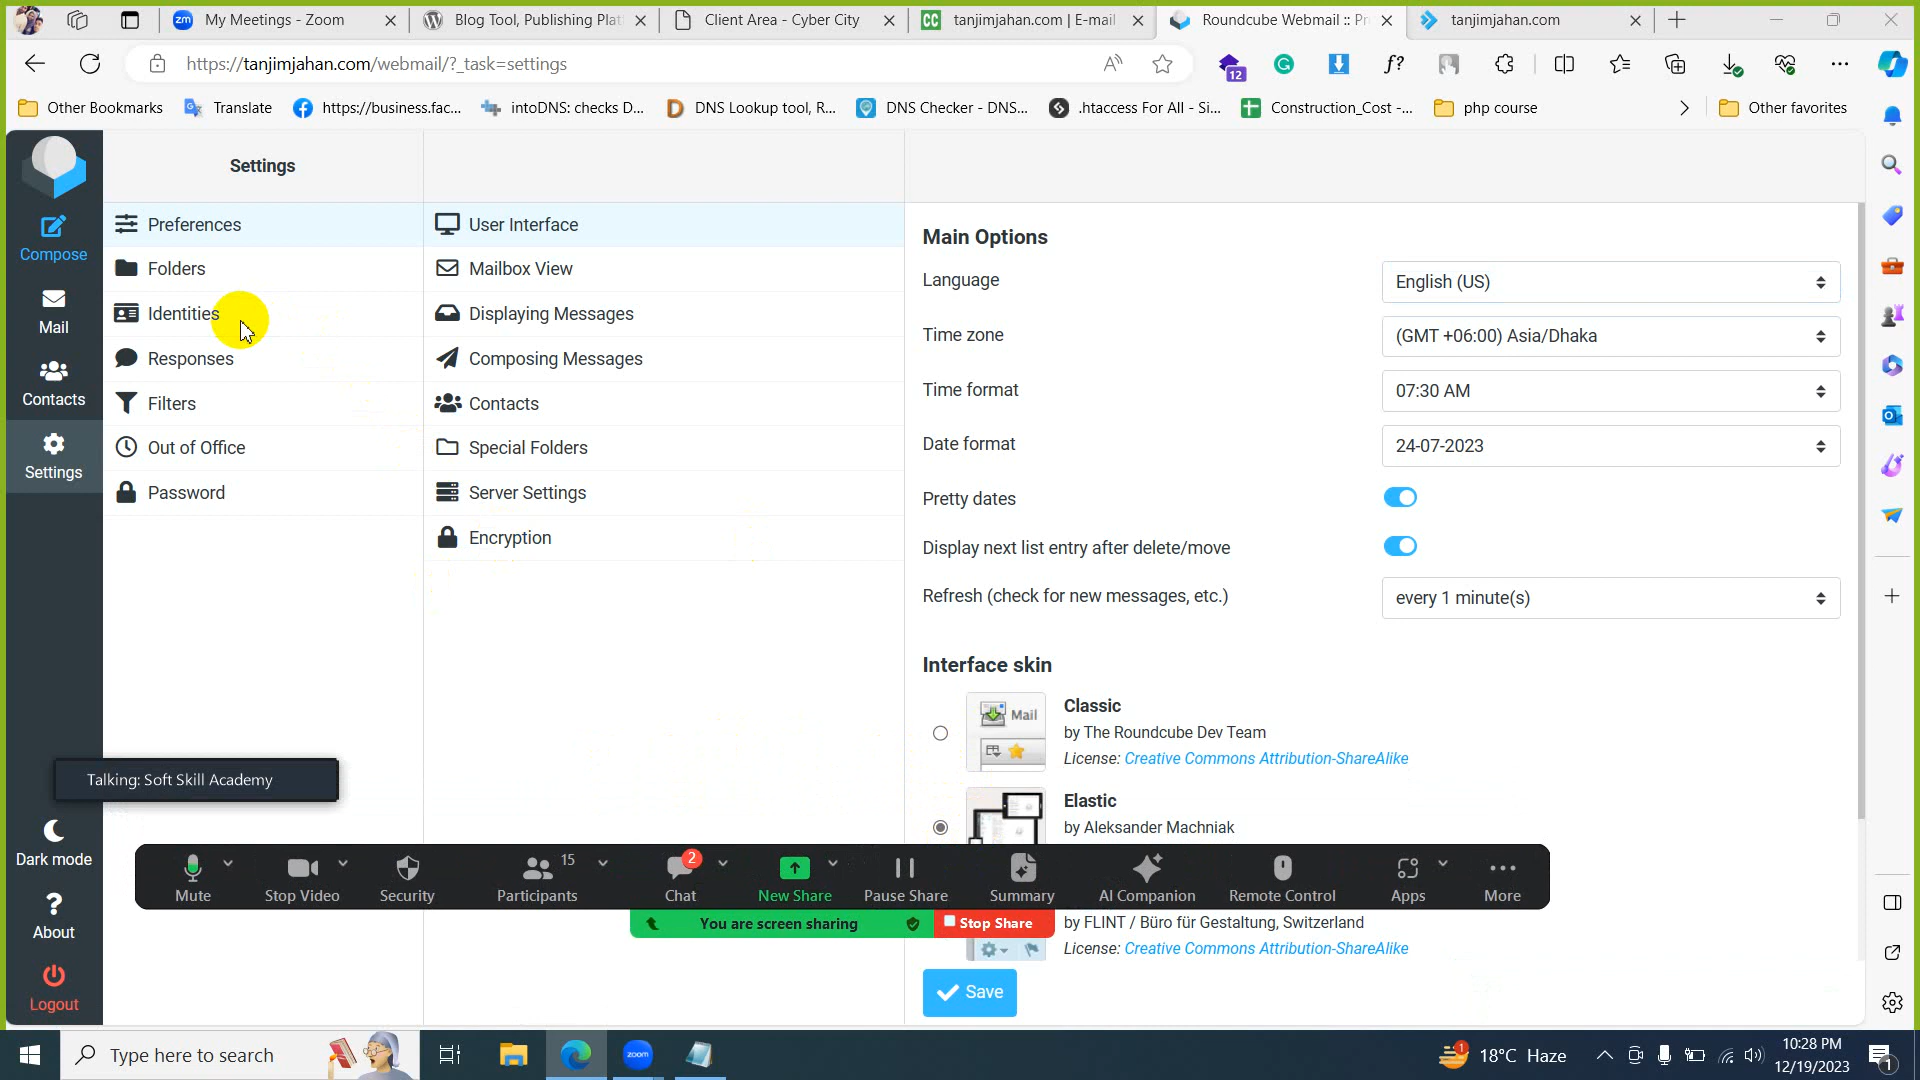 My Meetings - Zoom
Blog Tool, Publishing Plat
Client Area - Cyber City
tanjimjahan.com | E-mail
Roundcube Webmail :: Pr
tanjimjahan.com
https://tanjimjahan.com/webmail/?_task=settings
12
Other Bookmarks
Translate
https://business.fac...
intoDNS: checks D...
DNS Lookup tool, R...
DNS Checker - DNS...
.htaccess For All - Si...
Construction_Cost -...
php course
Other favorites
Compose
Mail
Contacts
Settings
Dark mode
About
Logout
Settings
Preferences
Folders
Identities
Responses
Filters
Out of Office
Password
User Interface
Mailbox View
Displaying Messages
Composing Messages
Contacts
Special Folders
Server Settings
Encryption
Main Options
Language
English (US)
Time zone
(GMT +06:00) Asia/Dhaka
Time format
07:30 AM
Date format
24-07-2023
Pretty dates
Display next list entry after delete/move
Refresh (check for new messages, etc.)
every 1 minute(s)
Interface skin
Mail
Classic
by The Roundcube Dev Team
License: Creative Commons Attribution-ShareAlike
Elastic
by Aleksander Machniak
by FLINT / Büro für Gestaltung, Switzerland
License: Creative Commons Attribution-ShareAlike
Save
Talking: Soft Skill Academy
Mute
Stop Video
Security
Participants
15
Chat
2
New Share
Pause Share
Summary
AI Companion
Remote Control
Apps
More
You are screen sharing
Stop Share
Type here to search
zoom
1
18°C Haze
10:28 PM
12/19/2023
1